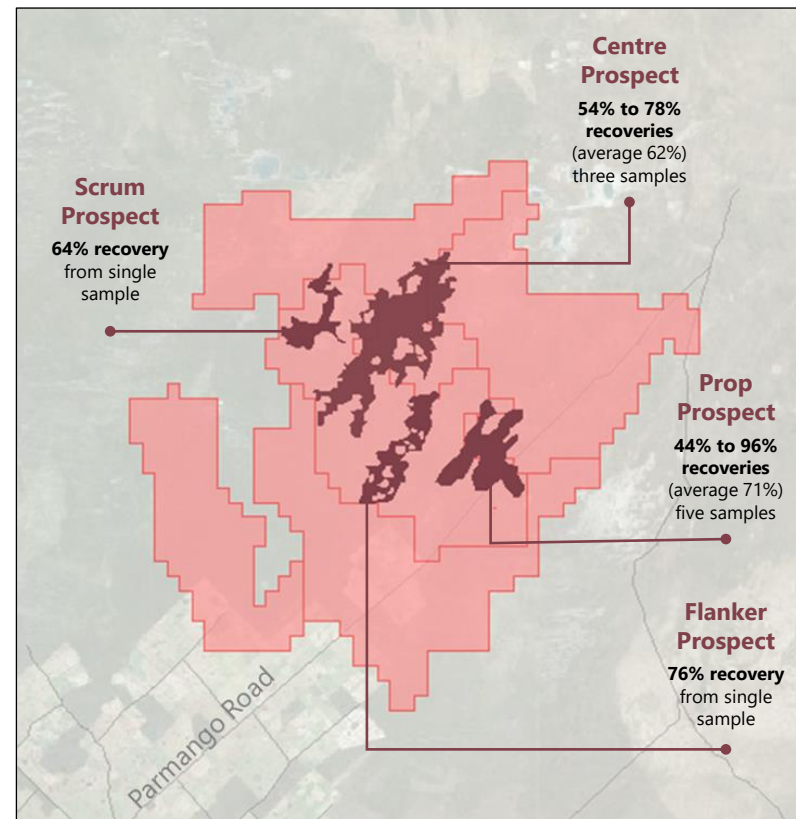 Centre
Prospect
54% to 78%
recoveries
(average 62%)
three samples
Scrum
Prospect
64% recovery
from single
sample
Prop
Prospect
44% to 96%
recoveries
(average 71%)
five samples
Flanker
Prospect
76% recovery
from single
sample
Parmango Road